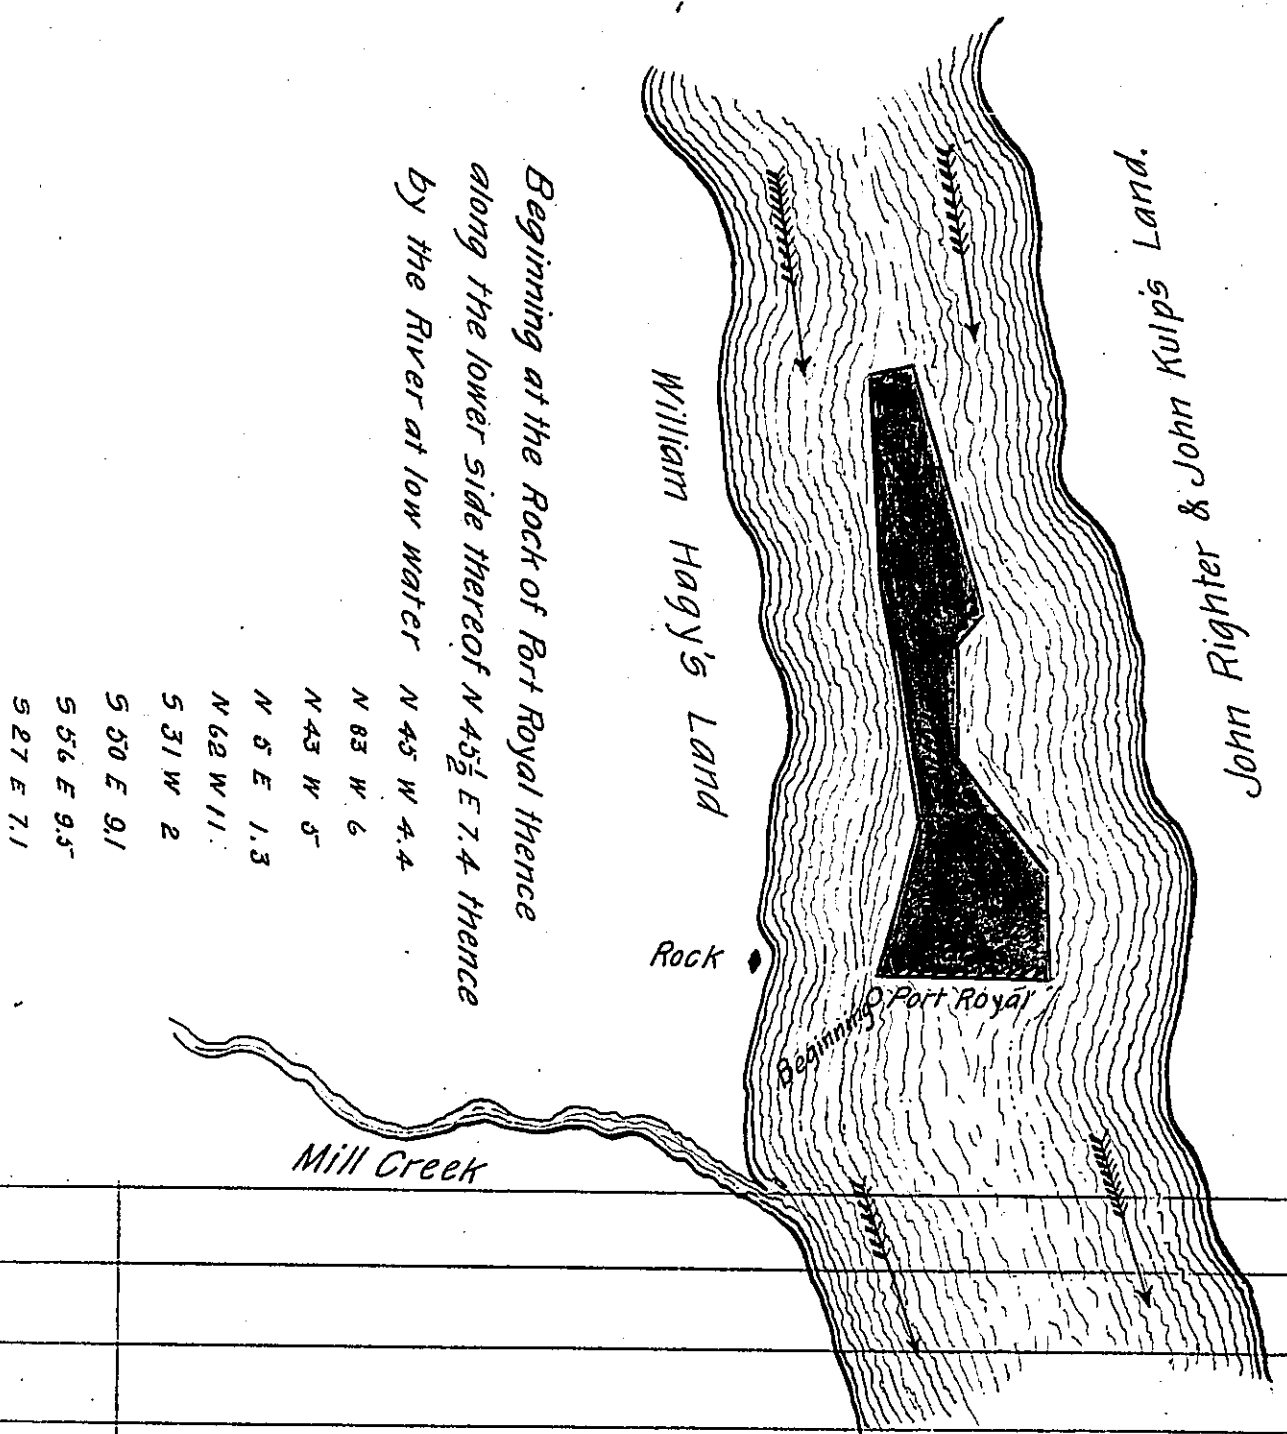 John Righter & John Kulp's Land.
William Hagy's Land
Rock
Port Royal
Beginning
Mill Creek
Beginning at the Rock of Port Royal thence
along the lower side thereof N 45½ E 7.4 thence
by the River at low water N 45 W 4.4
N 83 W 6
N 43 W 5
N 5 E 1.3
N 62 W 11.
S 31 W 2
S 50 E 9.1
S 56 E 9.5
S 27 E 7.1